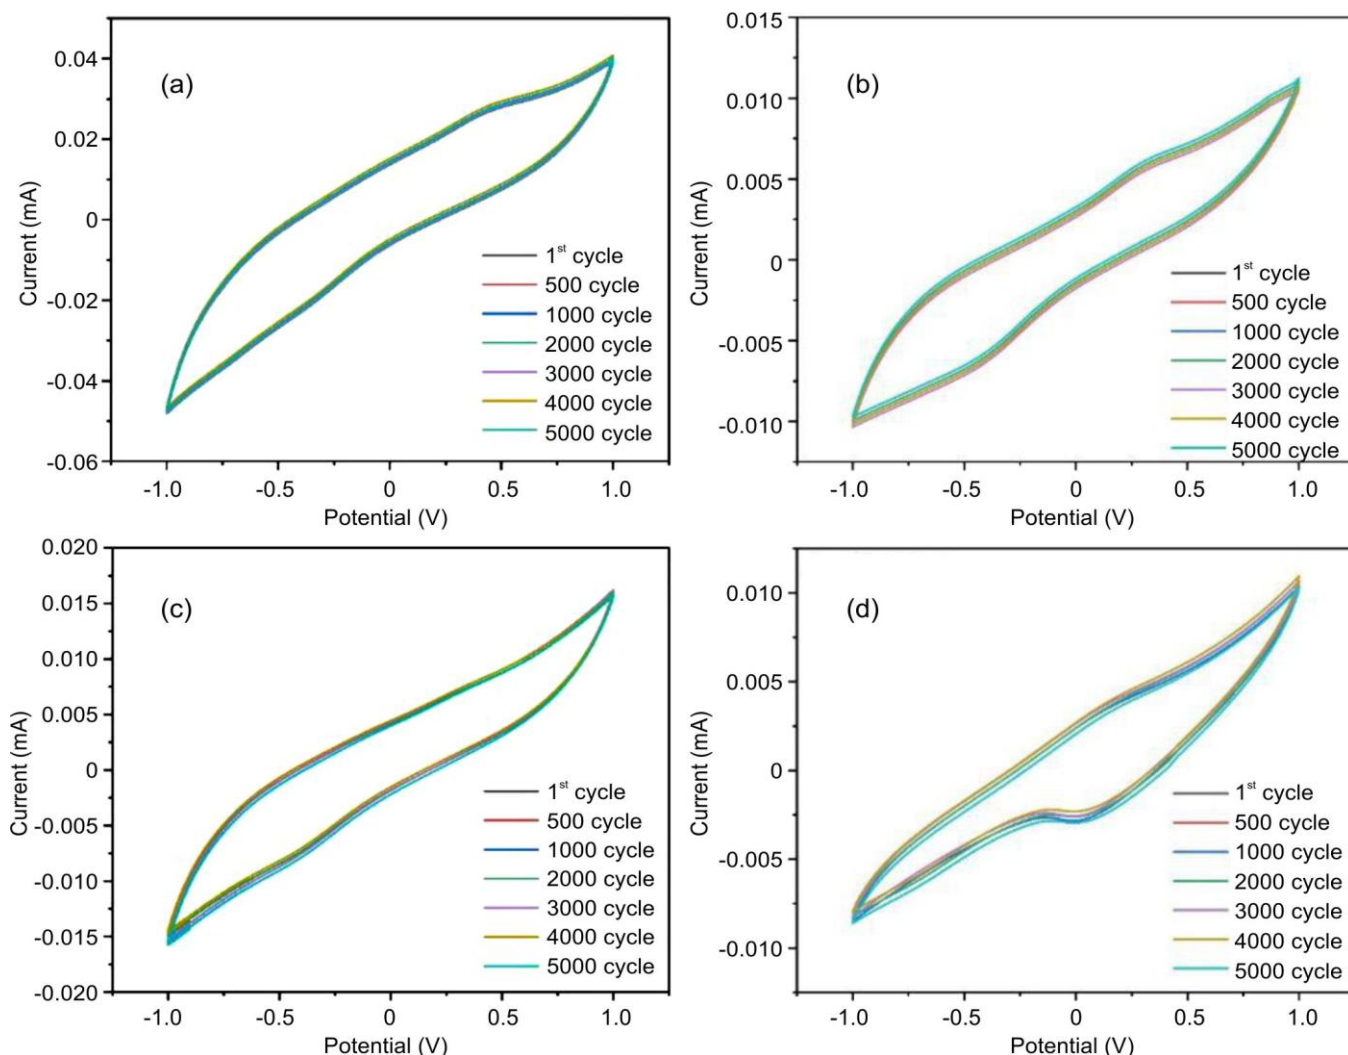 (a)
0.04
0.02
0
-0.02
-0.04
-0.06
Current (mA)
1st cycle
500 cycle
1000 cycle
2000 cycle
3000 cycle
4000 cycle
5000 cycle
-1.0 -0.5 0 0.5 1.0
Potential (V)
(b)
0.015
0.010
0.005
0
-0.005
-0.010
Current (mA)
1st cycle
500 cycle
1000 cycle
2000 cycle
3000 cycle
4000 cycle
5000 cycle
-1.0 -0.5 0 0.5 1.0
Potential (V)
(c)
0.020
0.015
0.010
0.005
0
-0.005
-0.010
-0.015
-0.020
Current (mA)
1st cycle
500 cycle
1000 cycle
2000 cycle
3000 cycle
4000 cycle
5000 cycle
-1.0 -0.5 0 0.5 1.0
Potential (V)
(d)
0.010
0.005
0
-0.005
-0.010
Current (mA)
1st cycle
500 cycle
1000 cycle
2000 cycle
3000 cycle
4000 cycle
5000 cycle
-1.0 -0.5 0 0.5 1.0
Potential (V)